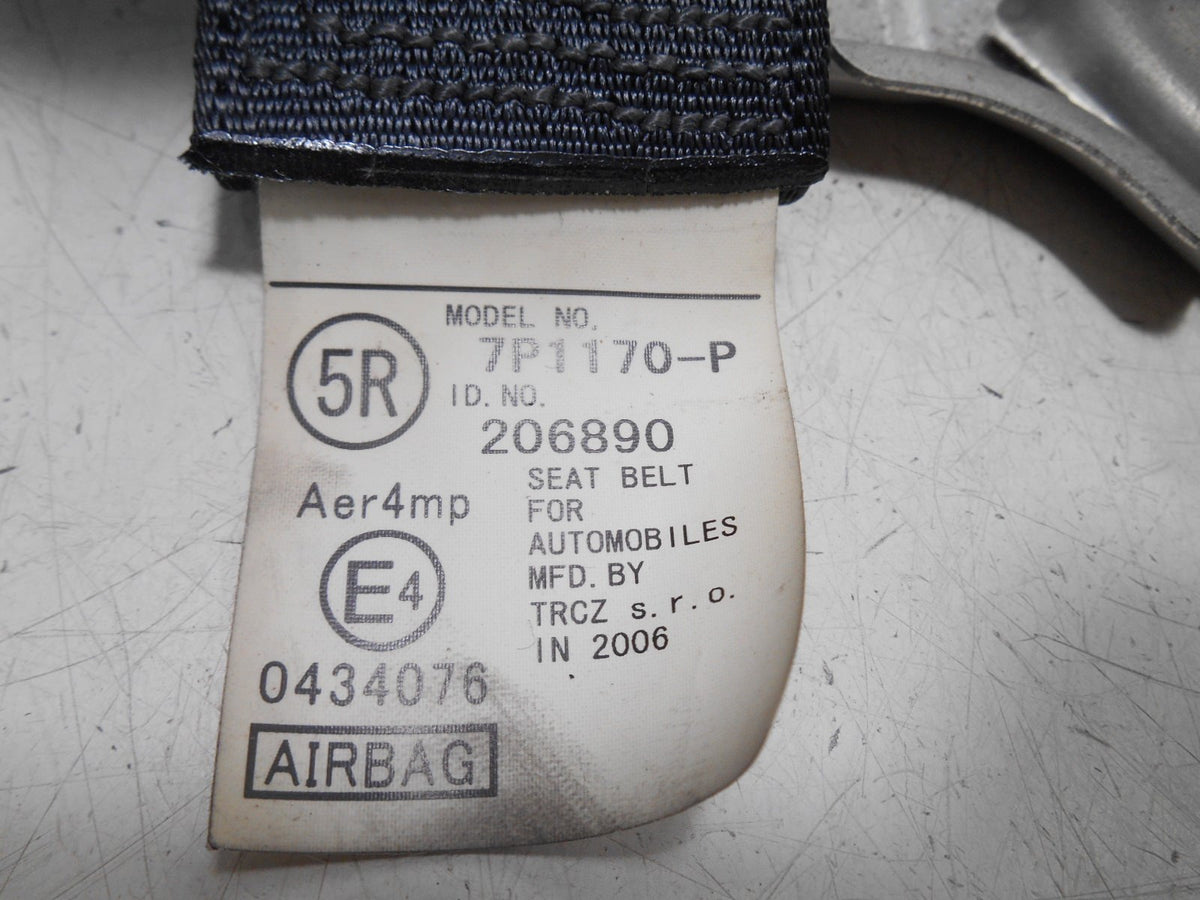 5R
MODEL NO.
7P1170-P
ID. NO.
206890
Aer4mp
E4
0434076
AIRBAG
SEAT BELT
FOR
AUTOMOBILES
MFD. BY
TRCZ s.r.o.
IN 2006